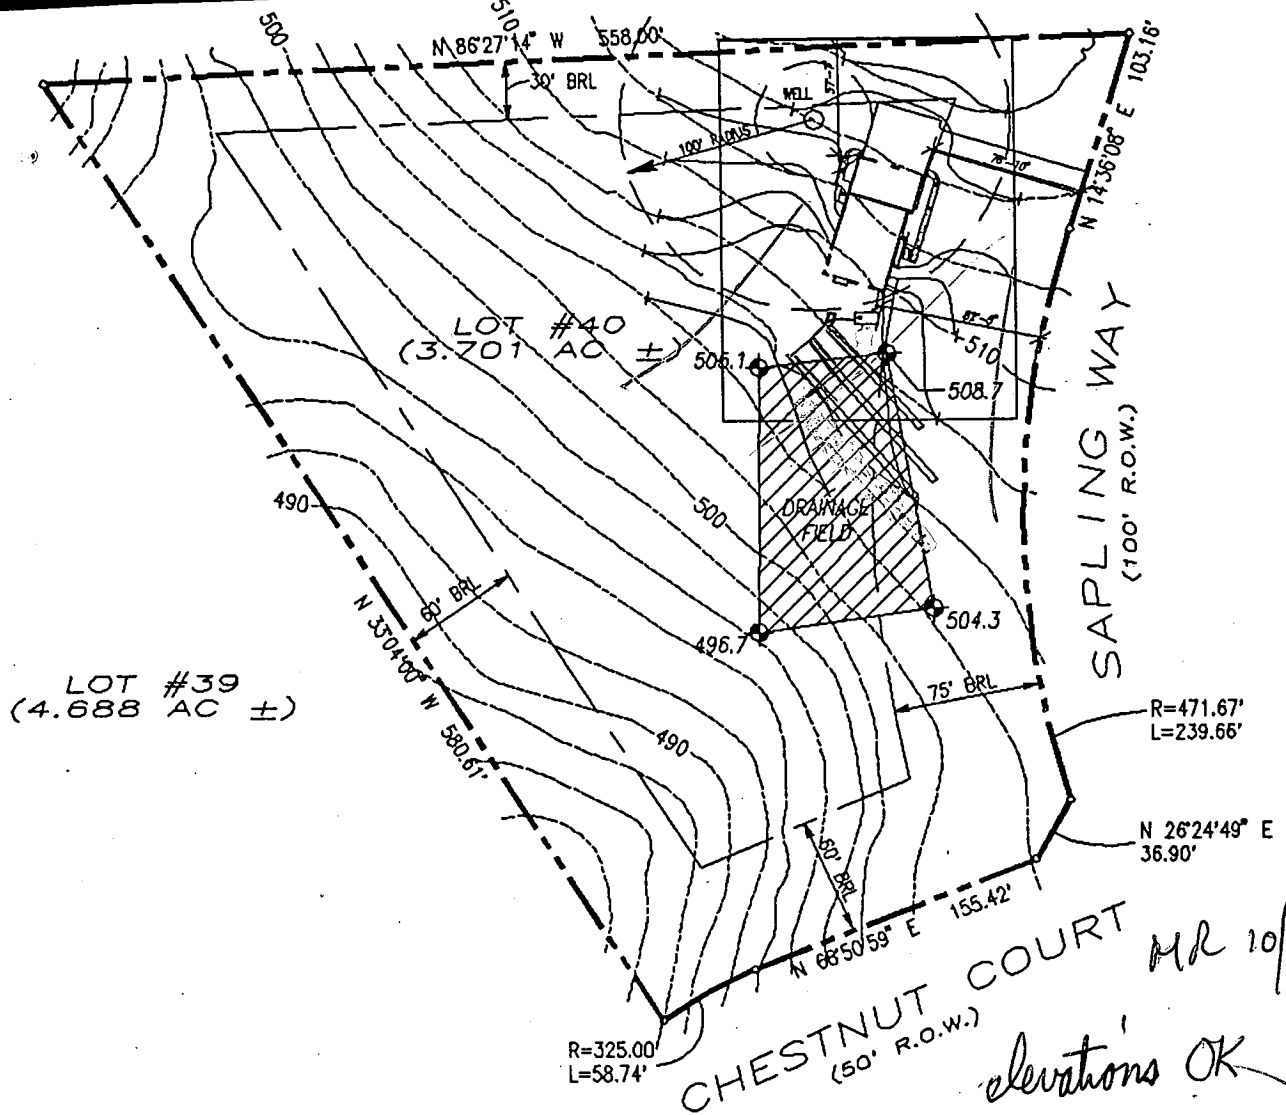 500
510
N 86°27'14" W 558.00'
103.16'
30' BRL
WELL
100' RADIUS
76'-10"
N 14°36'08" E
LOT #40
(3.701 AC ±)
506.1
510
508.7
SAPLING WAY
(100' R.O.W.)
490
500
DRAINAGE
FIELD
60' BRL
N 33°04'00" W 580.61'
496.7
504.3
LOT #39
(4.688 AC ±)
75' BRL
R=471.67'
L=239.66'
490
N 26°24'49" E
36.90'
60' BRL
155.42'
N 68°50'59" E
CHESTNUT COURT
(50' R.O.W.)
R=325.00'
L=58.74'
MR 10/
elevations OK